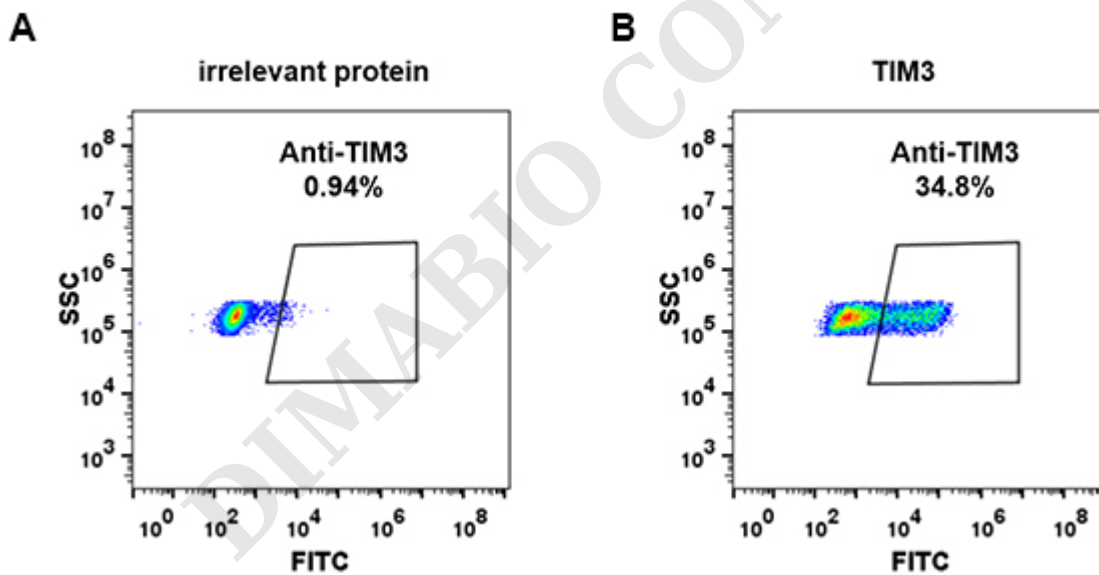 A
irrelevant protein
Anti-TIM3
0.94%
10^8
10^7
10^6
10^5
10^4
10^3
SSC
10^0 10^2 10^4 10^6 10^8
FITC
B
TIM3
Anti-TIM3
34.8%
10^8
10^7
10^6
10^5
10^4
10^3
SSC
10^0 10^2 10^4 10^6 10^8
FITC
DIMABIO CON